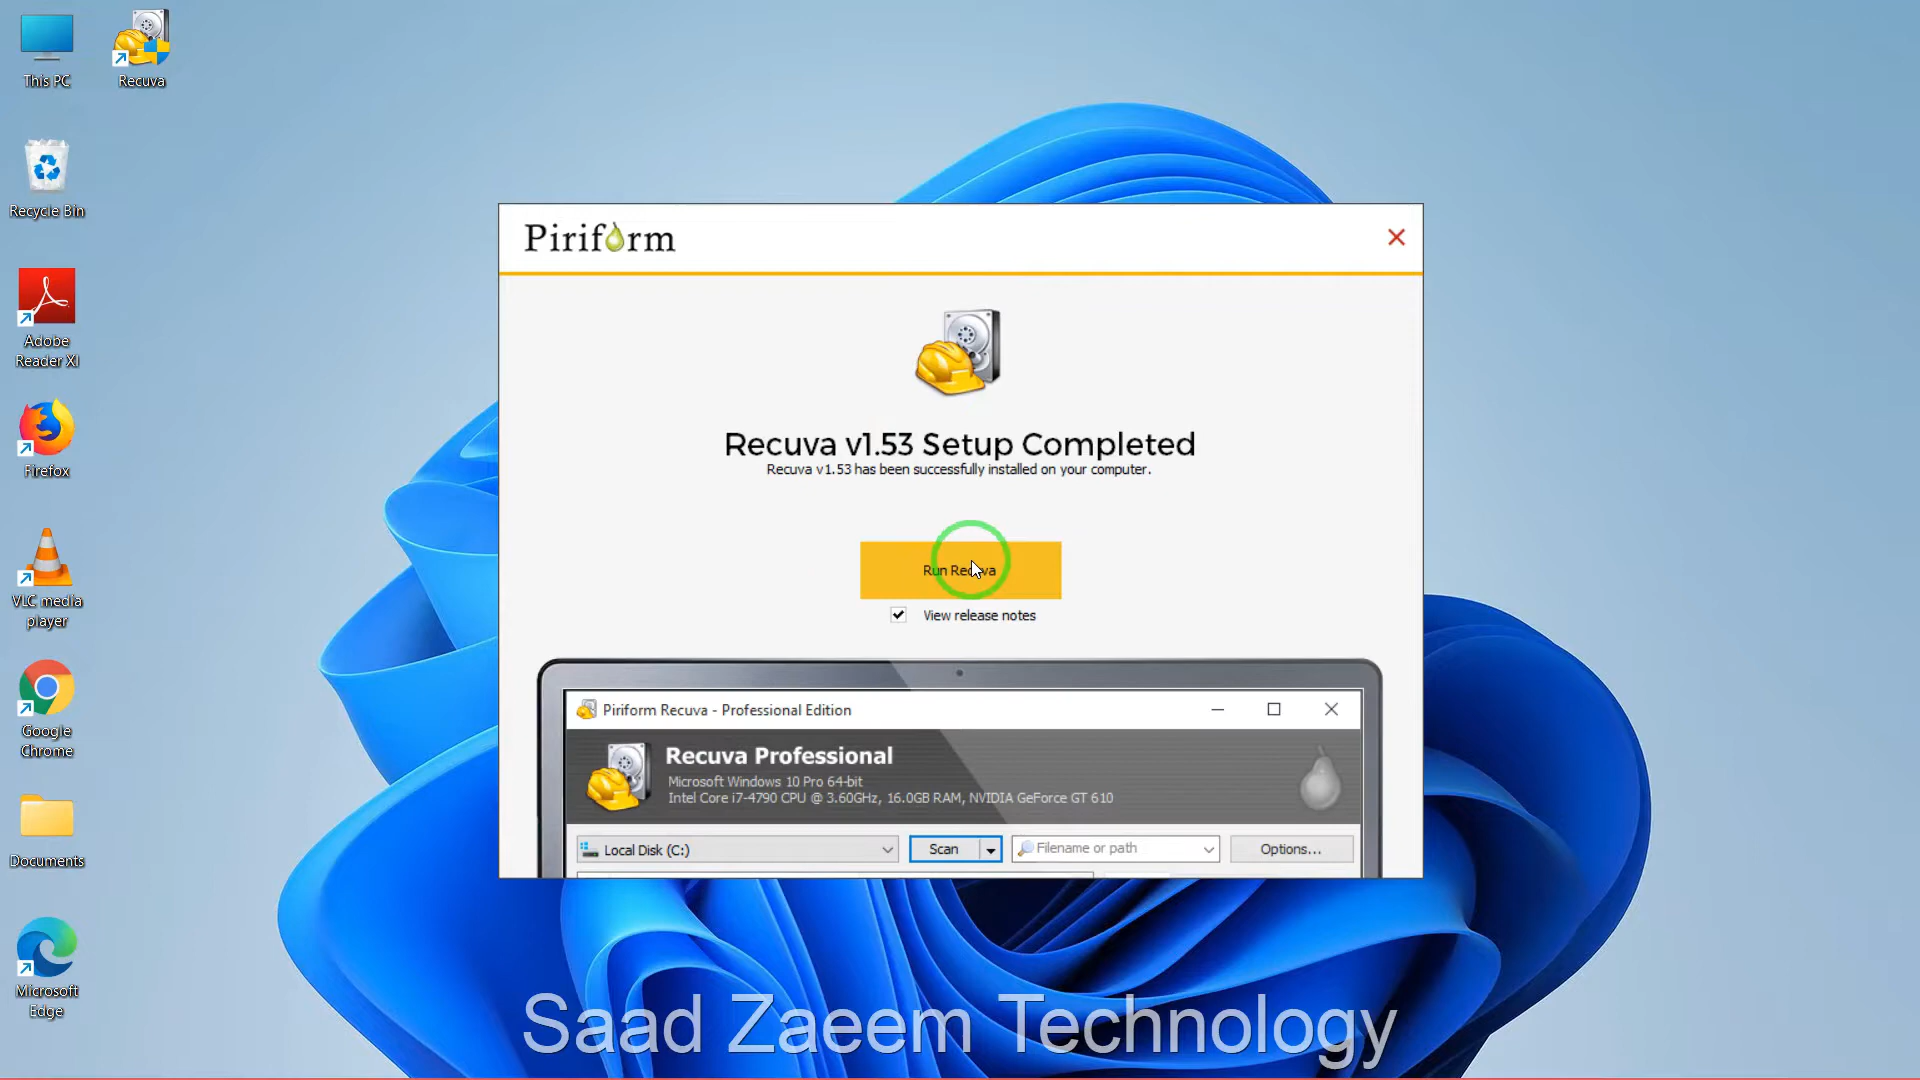 This PC
Recuva
Recycle Bin
Adobe
Reader XI
Firefox
VLC media
player
Google
Chrome
Documents
Microsoft
Edge
Piriform
Recuva v1.53 Setup Completed
Recuva v1.53 has been successfully installed on your computer.
Run Recuva
View release notes
Piriform Recuva - Professional Edition
Recuva Professional
Microsoft Windows 10 Pro 64-bit
Intel Core i7-4790 CPU @ 3.60GHz, 16.0GB RAM, NVIDIA GeForce GT 610
Local Disk (C:)
Scan
Filename or path
Options...
Saad Zaeem Technology